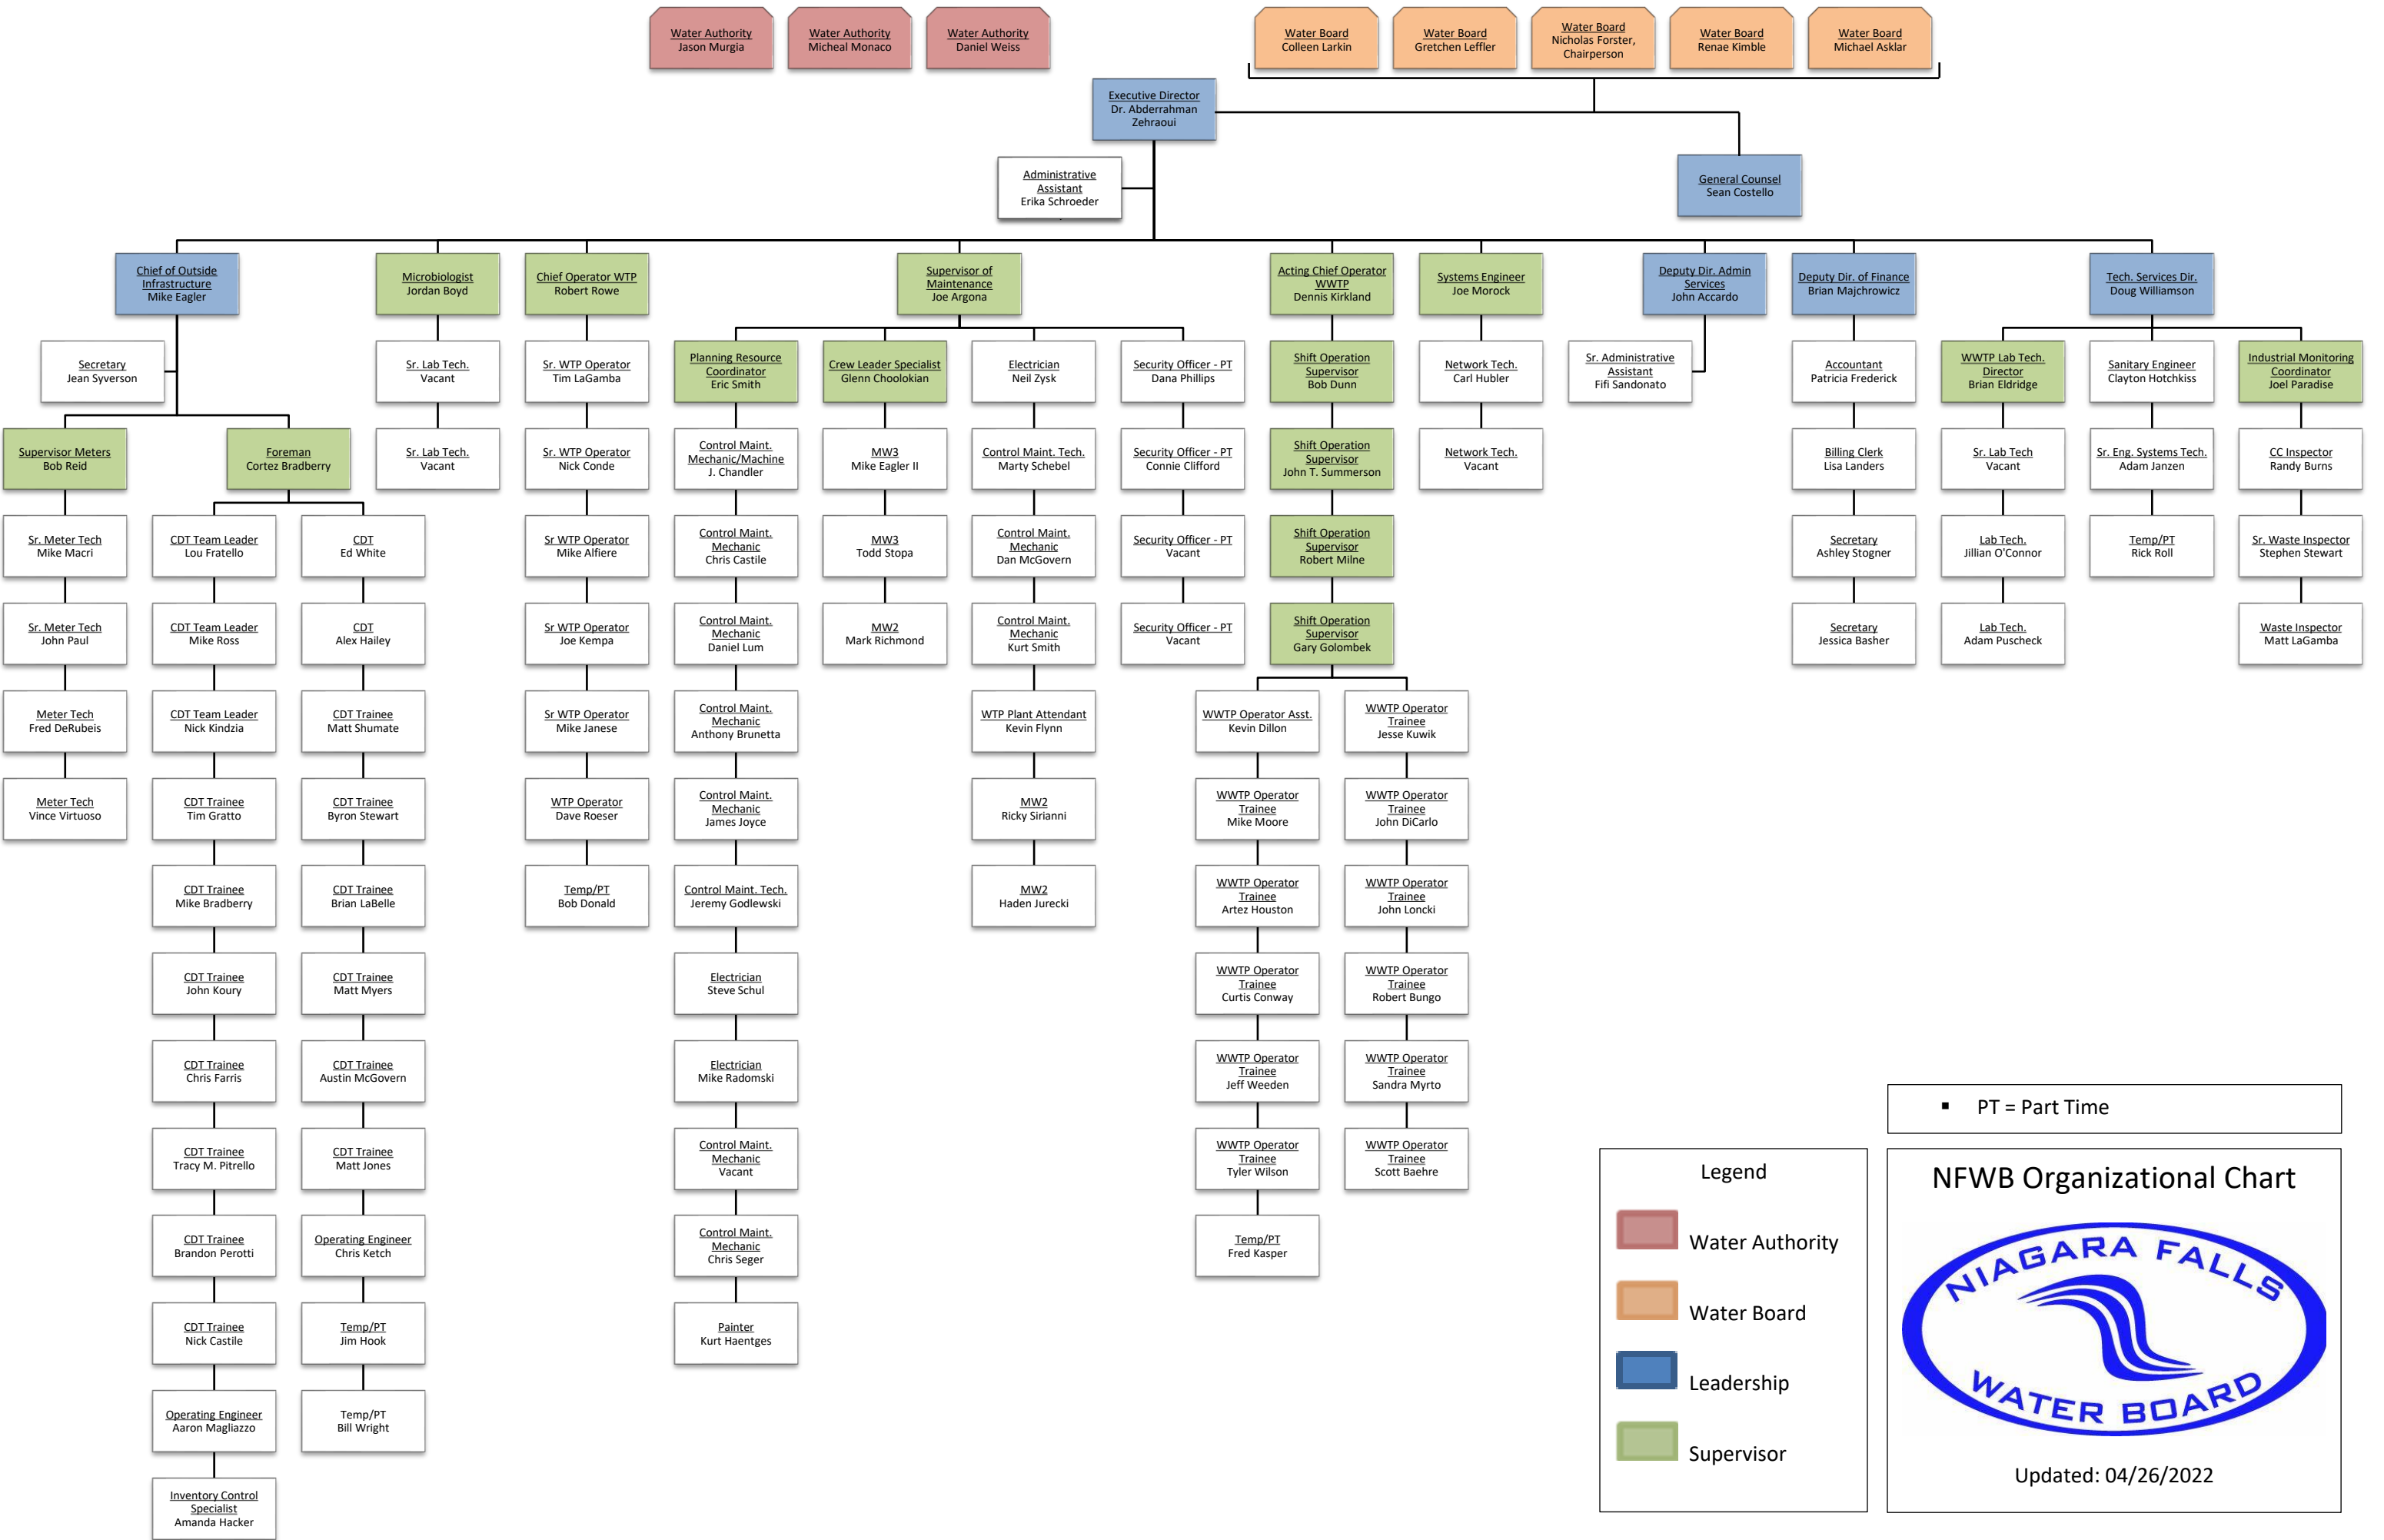 Water Authority
Jason Murgia
Water Authority
Micheal Monaco
Water Authority
Daniel Weiss
Water Board
Colleen Larkin
Water Board
Gretchen Leffler
Water Board
Nicholas Forster,
Chairperson
Water Board
Renae Kimble
Water Board
Michael Asklar
Executive Director
Dr. Abderrahman
Zehraoui
Administrative
Assistant
Erika Schroeder
General Counsel
Sean Costello
Chief of Outside
Infrastructure
Mike Eagler
Secretary
Jean Syverson
Supervisor Meters
Bob Reid
Sr. Meter Tech
Mike Macri
Sr. Meter Tech
John Paul
Meter Tech
Fred DeRubeis
Meter Tech
Vince Virtuoso
Foreman
Cortez Bradberry
CDT Team Leader
Lou Fratello
CDT Team Leader
Mike Ross
CDT Team Leader
Nick Kindzia
CDT Trainee
Tim Gratto
CDT Trainee
Mike Bradberry
CDT Trainee
John Koury
CDT Trainee
Chris Farris
CDT Trainee
Tracy M. Pitrello
CDT Trainee
Brandon Perotti
CDT Trainee
Nick Castile
Operating Engineer
Aaron Magliazzo
Inventory Control
Specialist
Amanda Hacker
CDT
Ed White
CDT
Alex Hailey
CDT Trainee
Matt Shumate
CDT Trainee
Byron Stewart
CDT Trainee
Brian LaBelle
CDT Trainee
Matt Myers
CDT Trainee
Austin McGovern
CDT Trainee
Matt Jones
Operating Engineer
Chris Ketch
Temp/PT
Jim Hook
Temp/PT
Bill Wright
Microbiologist
Jordan Boyd
Sr. Lab Tech.
Vacant
Sr. Lab Tech.
Vacant
Chief Operator WTP
Robert Rowe
Sr. WTP Operator
Tim LaGamba
Sr. WTP Operator
Nick Conde
Sr WTP Operator
Mike Alfiere
Sr WTP Operator
Joe Kempa
Sr WTP Operator
Mike Janese
WTP Operator
Dave Roeser
Temp/PT
Bob Donald
Supervisor of
Maintenance
Joe Argona
Planning Resource
Coordinator
Eric Smith
Control Maint.
Mechanic/Machine
J. Chandler
Control Maint.
Mechanic
Chris Castile
Control Maint.
Mechanic
Daniel Lum
Control Maint.
Mechanic
Anthony Brunetta
Control Maint.
Mechanic
James Joyce
Control Maint. Tech.
Jeremy Godlewski
Electrician
Steve Schul
Electrician
Mike Radomski
Control Maint.
Mechanic
Vacant
Control Maint.
Mechanic
Chris Seger
Painter
Kurt Haentges
Crew Leader Specialist
Glenn Choolokian
MW3
Mike Eagler II
MW3
Todd Stopa
MW2
Mark Richmond
Electrician
Neil Zysk
Control Maint. Tech.
Marty Schebel
Control Maint.
Mechanic
Dan McGovern
Control Maint.
Mechanic
Kurt Smith
WTP Plant Attendant
Kevin Flynn
MW2
Ricky Sirianni
MW2
Haden Jurecki
Security Officer - PT
Dana Phillips
Security Officer - PT
Connie Clifford
Security Officer - PT
Vacant
Security Officer - PT
Vacant
Acting Chief Operator
WWTP
Dennis Kirkland
Shift Operation
Supervisor
Bob Dunn
Shift Operation
Supervisor
John T. Summerson
Shift Operation
Supervisor
Robert Milne
Shift Operation
Supervisor
Gary Golombek
WWTP Operator Asst.
Kevin Dillon
WWTP Operator
Trainee
Mike Moore
WWTP Operator
Trainee
Artez Houston
WWTP Operator
Trainee
Curtis Conway
WWTP Operator
Trainee
Jeff Weeden
WWTP Operator
Trainee
Tyler Wilson
Temp/PT
Fred Kasper
WWTP Operator
Trainee
Jesse Kuwik
WWTP Operator
Trainee
John DiCarlo
WWTP Operator
Trainee
John Loncki
WWTP Operator
Trainee
Robert Bungo
WWTP Operator
Trainee
Sandra Myrto
WWTP Operator
Trainee
Scott Baehre
Systems Engineer
Joe Morock
Network Tech.
Carl Hubler
Network Tech.
Vacant
Deputy Dir. Admin
Services
John Accardo
Sr. Administrative
Assistant
Fifi Sandonato
Deputy Dir. of Finance
Brian Majchrowicz
Accountant
Patricia Frederick
Billing Clerk
Lisa Landers
Secretary
Ashley Stogner
Secretary
Jessica Basher
Tech. Services Dir.
Doug Williamson
WWTP Lab Tech.
Director
Brian Eldridge
Sr. Lab Tech
Vacant
Lab Tech.
Jillian O'Connor
Lab Tech.
Adam Puscheck
Sanitary Engineer
Clayton Hotchkiss
Sr. Eng. Systems Tech.
Adam Janzen
Temp/PT
Rick Roll
Industrial Monitoring
Coordinator
Joel Paradise
CC Inspector
Randy Burns
Sr. Waste Inspector
Stephen Stewart
Waste Inspector
Matt LaGamba
▪ PT = Part Time
Legend
Water Authority
Water Board
Leadership
Supervisor
NFWB Organizational Chart
NIAGARA FALLS
WATER BOARD
Updated: 04/26/2022